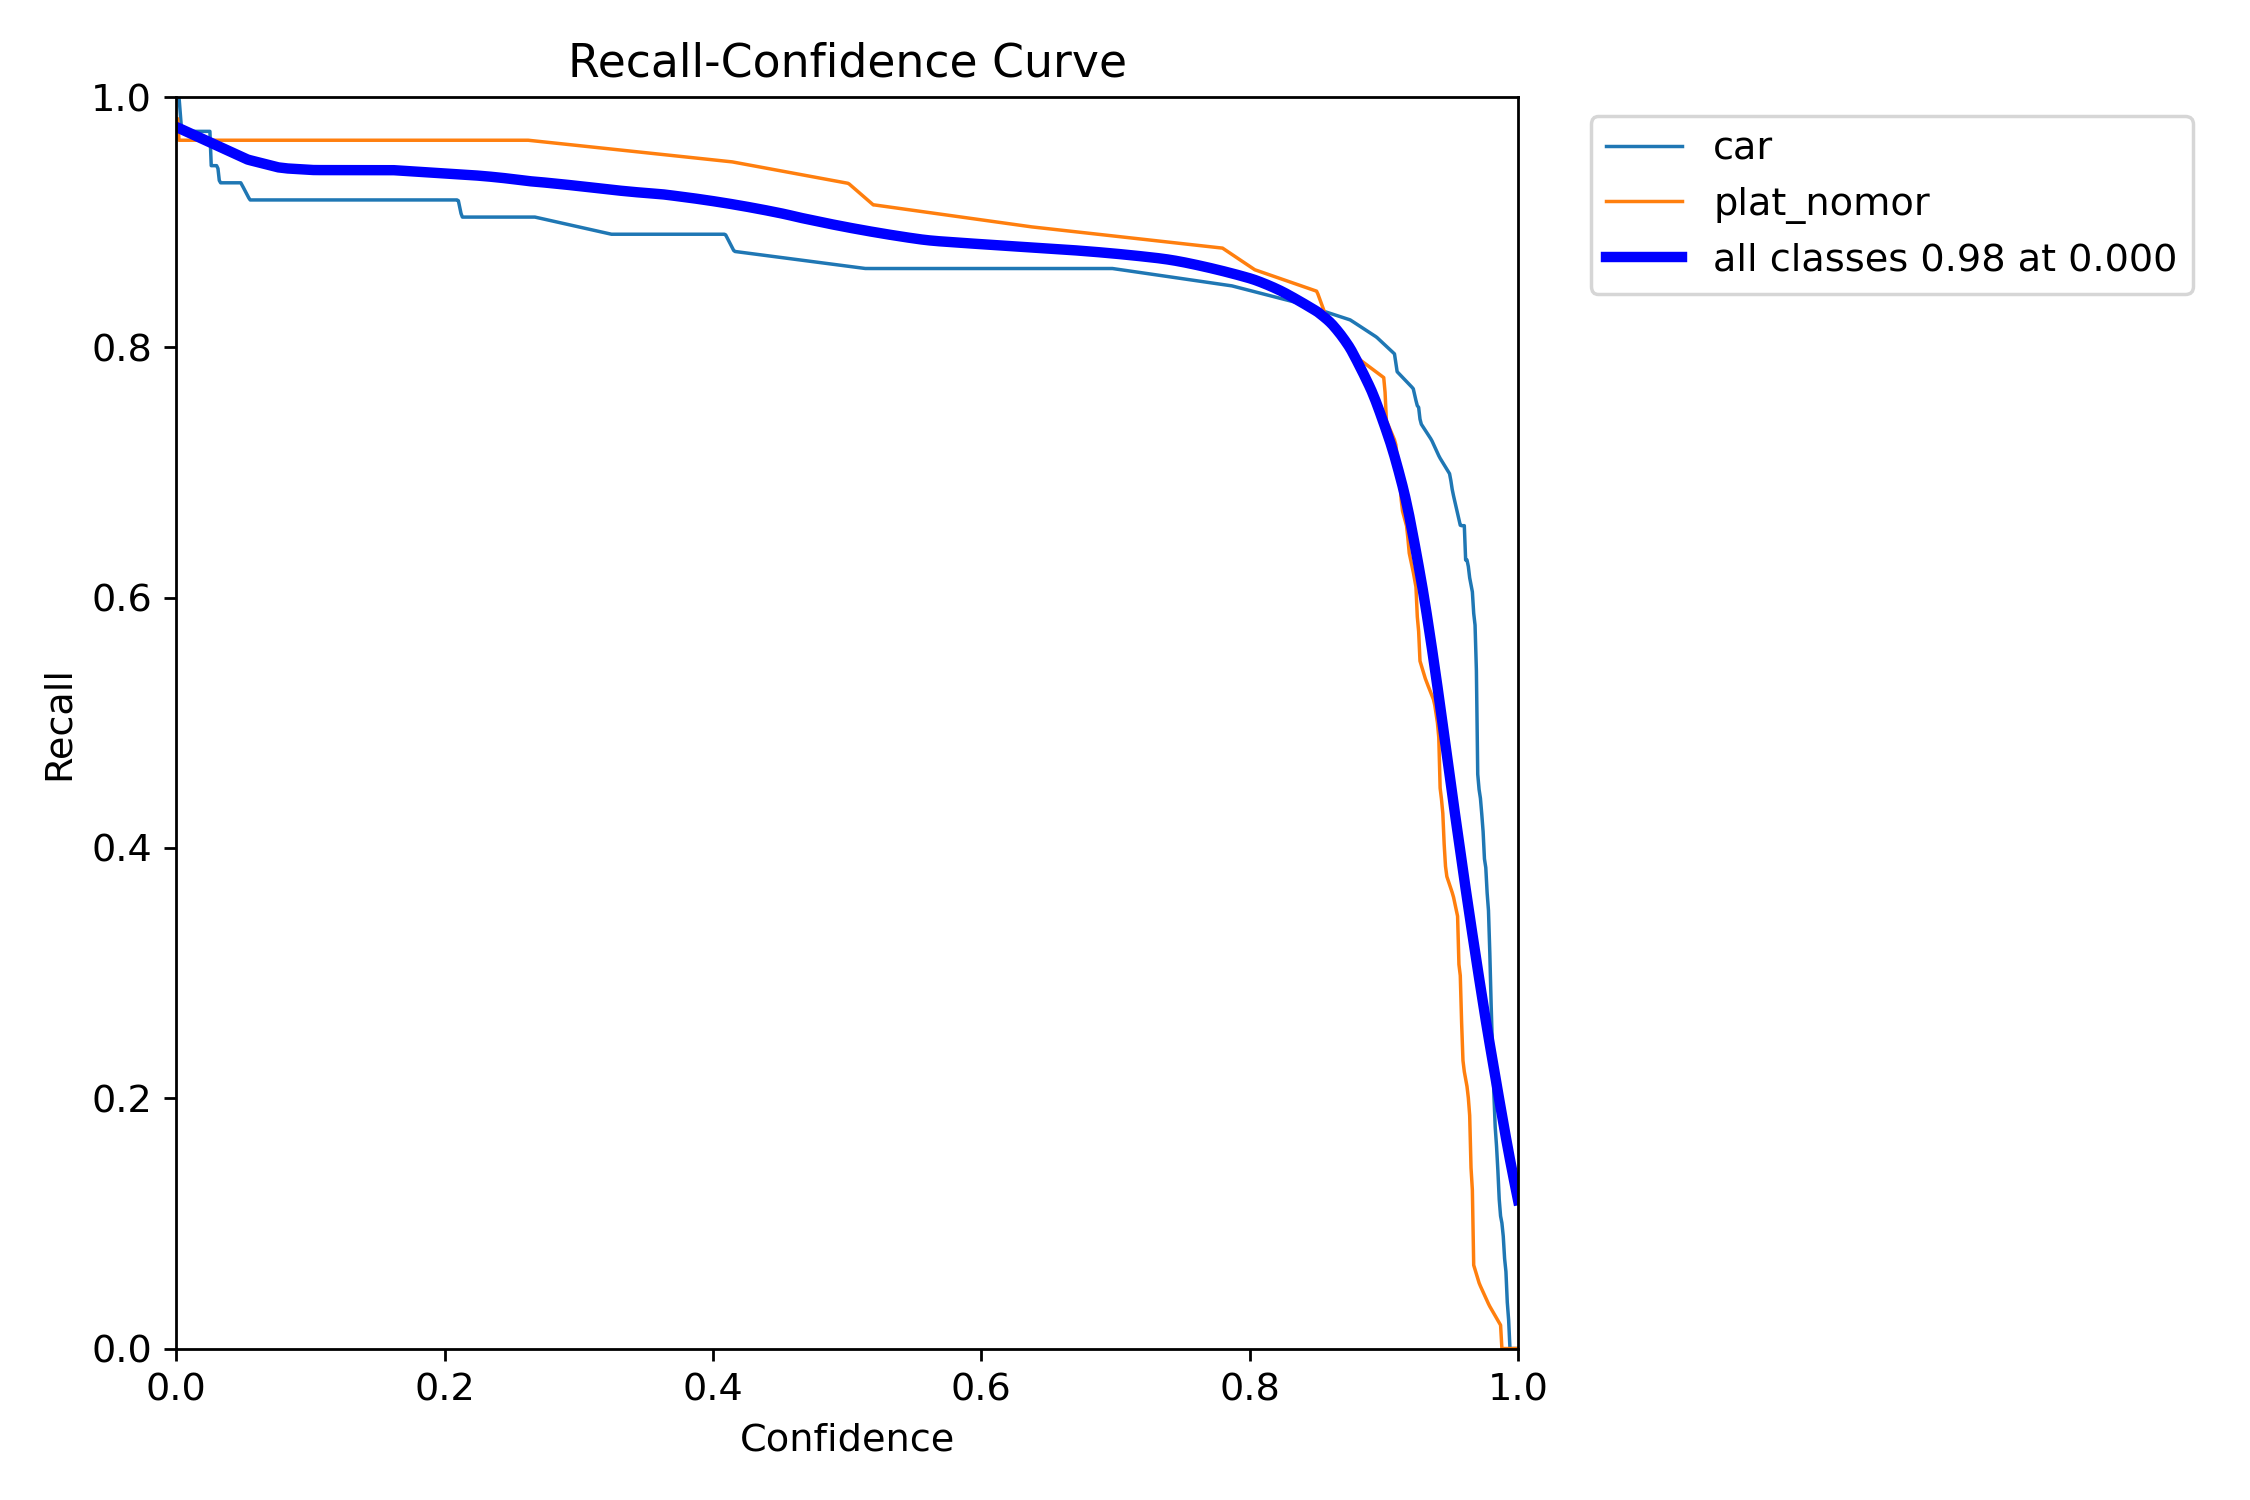 Recall-Confidence Curve
1.0
0.8
0.6
0.4
0.2
0.0
Recall
0.0 0.2 0.4 0.6 0.8 1.0
Confidence
car
plat_nomor
all classes 0.98 at 0.000